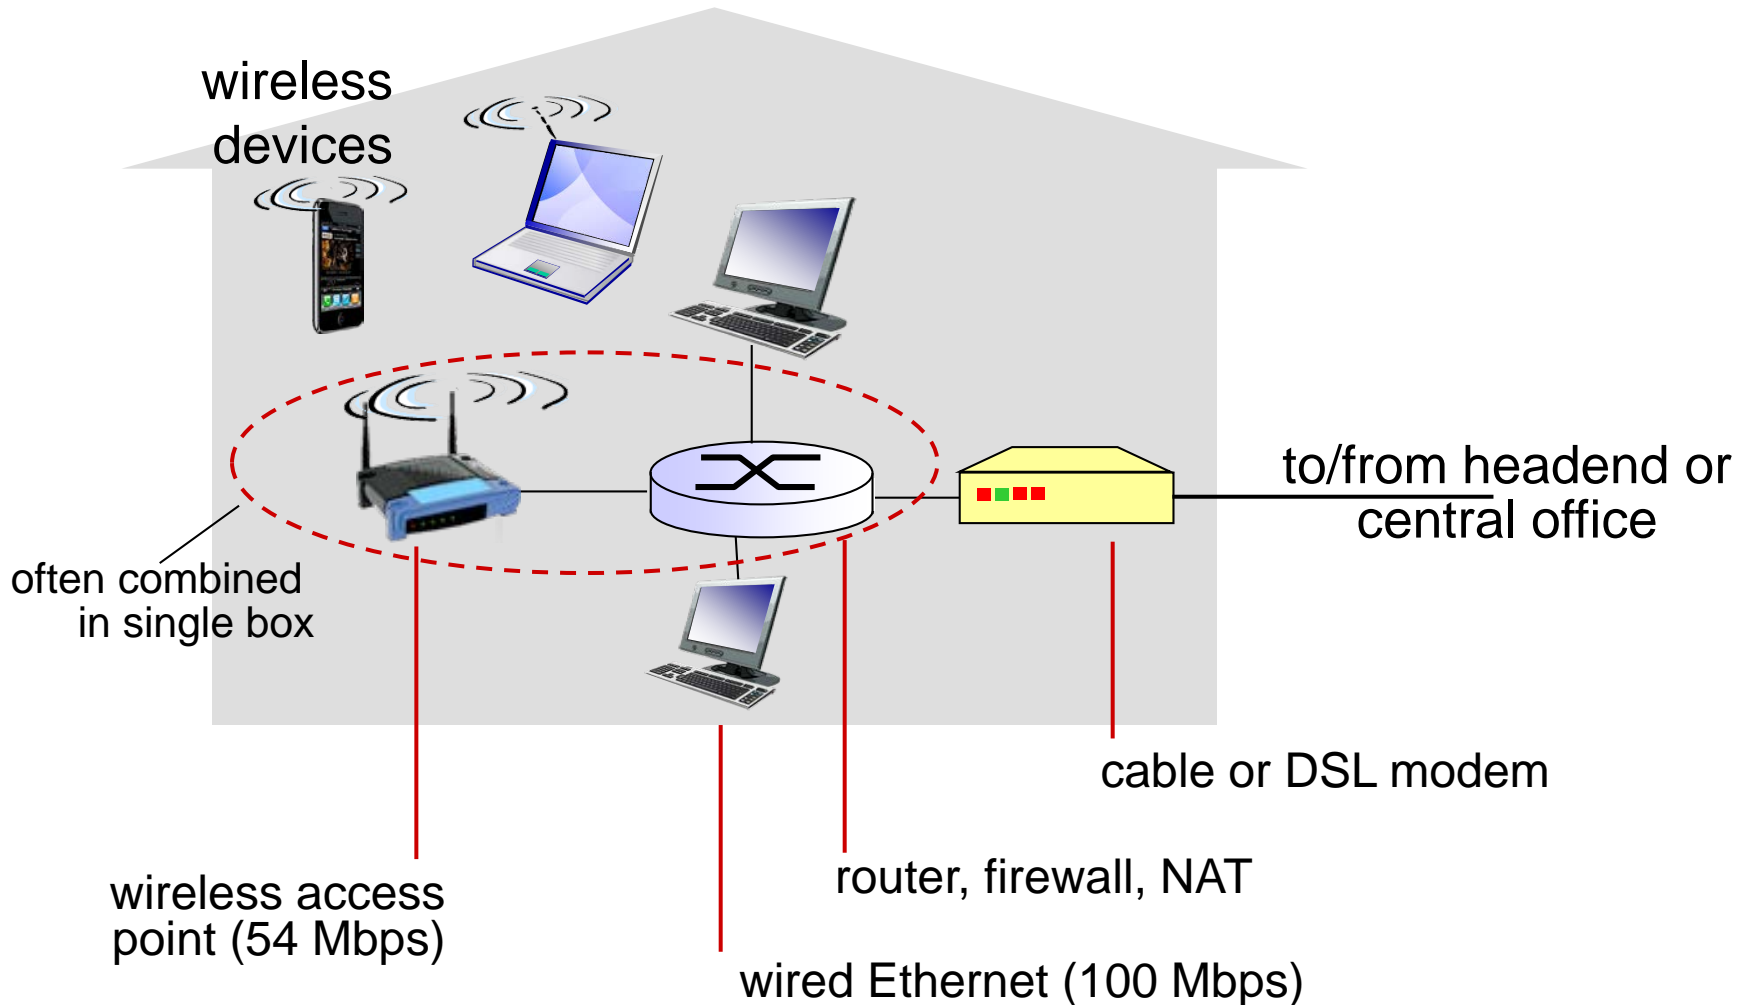 wireless
devices
to/from headend or
central office
often combined
in single box
cable or DSL modem
router, firewall, NAT
wireless access
point (54 Mbps)
wired Ethernet (100 Mbps)